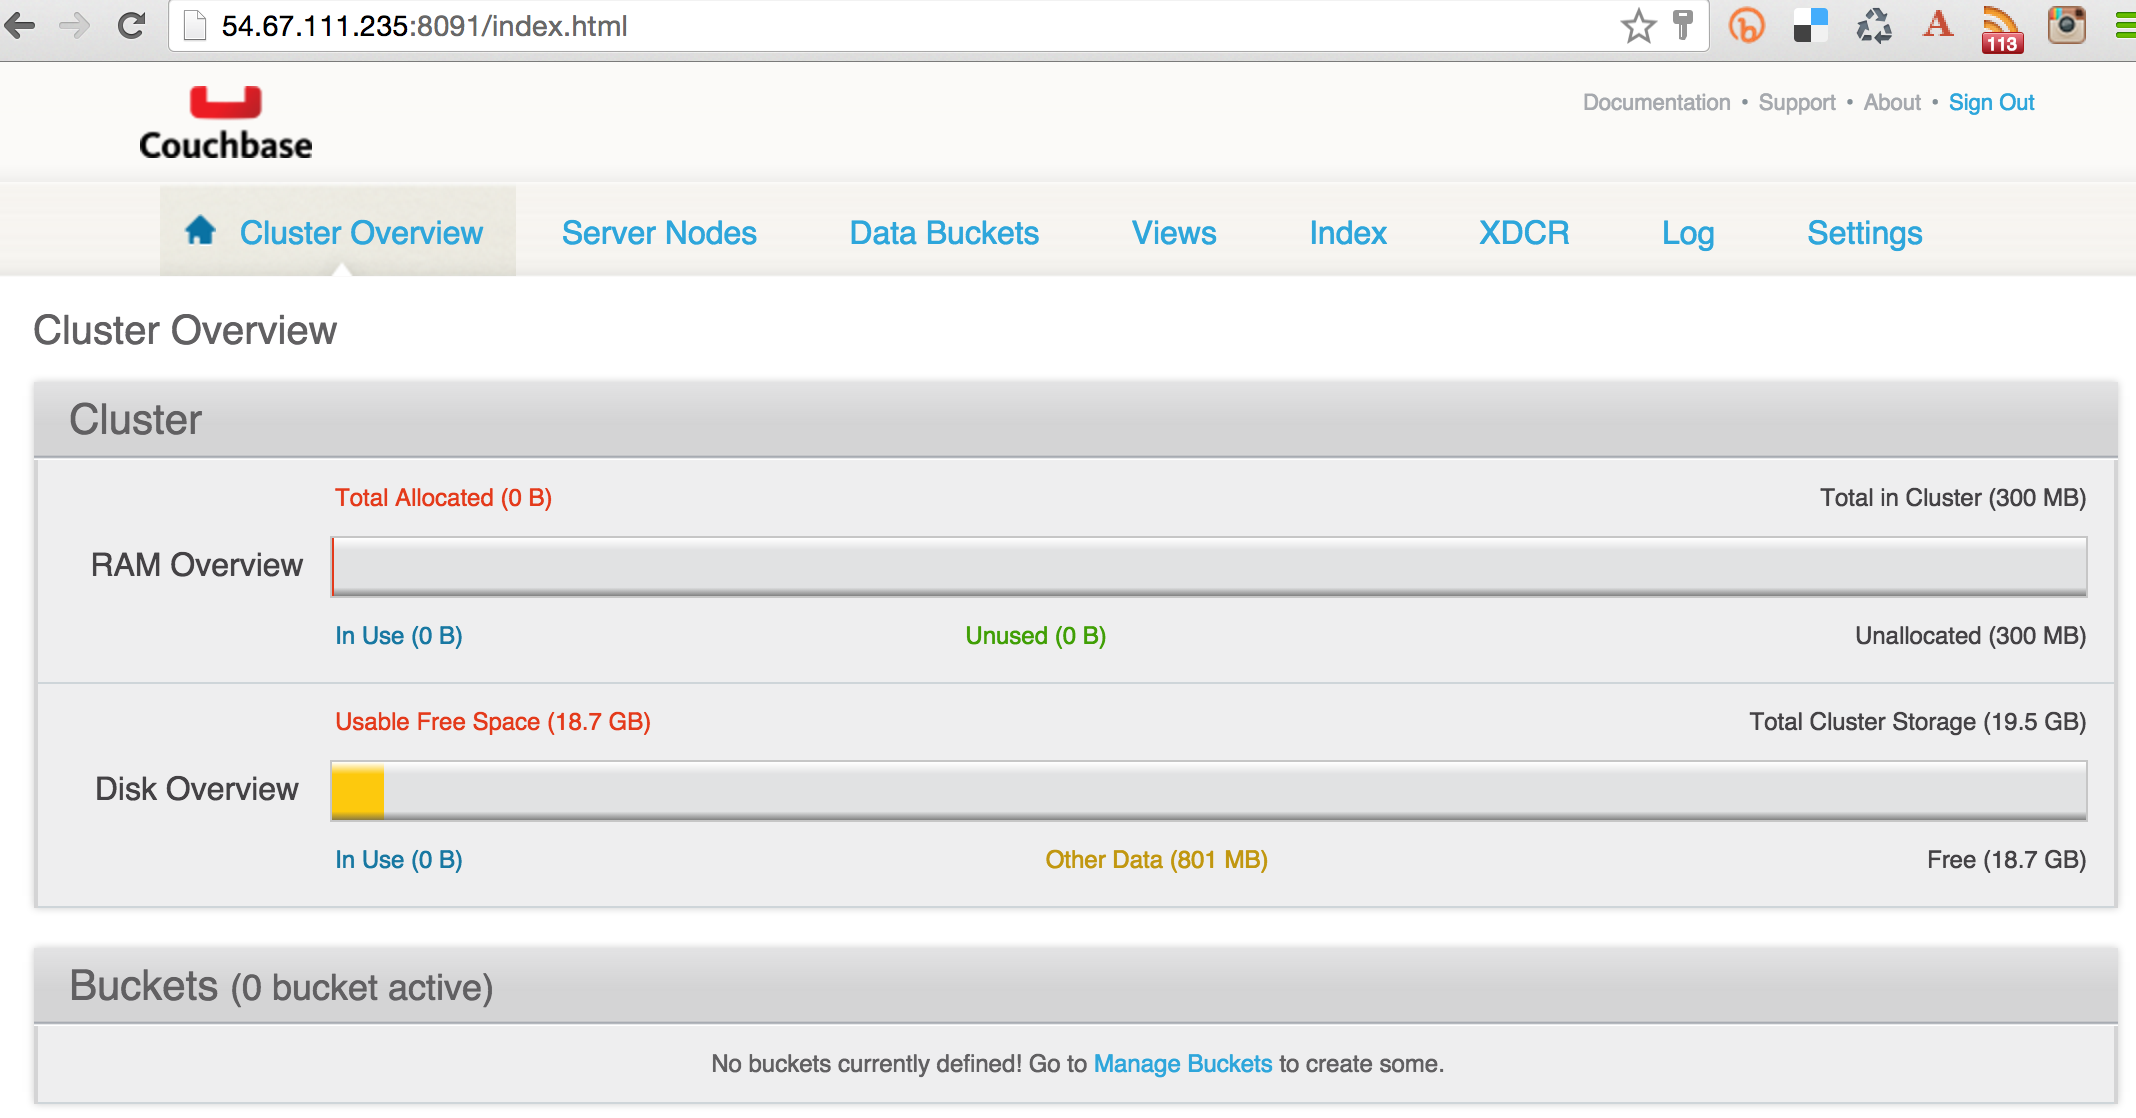 54.67.111.235:8091/index.html
113
Couchbase
Documentation • Support • About • Sign Out
Cluster Overview Server Nodes Data Buckets Views Index XDCR Log Settings
Cluster Overview
Cluster
Total Allocated (0 B) Total in Cluster (300 MB)
RAM Overview
In Use (0 B) Unused (0 B) Unallocated (300 MB)
Usable Free Space (18.7 GB) Total Cluster Storage (19.5 GB)
Disk Overview
In Use (0 B) Other Data (801 MB) Free (18.7 GB)
Buckets (0 bucket active)
No buckets currently defined! Go to Manage Buckets to create some.